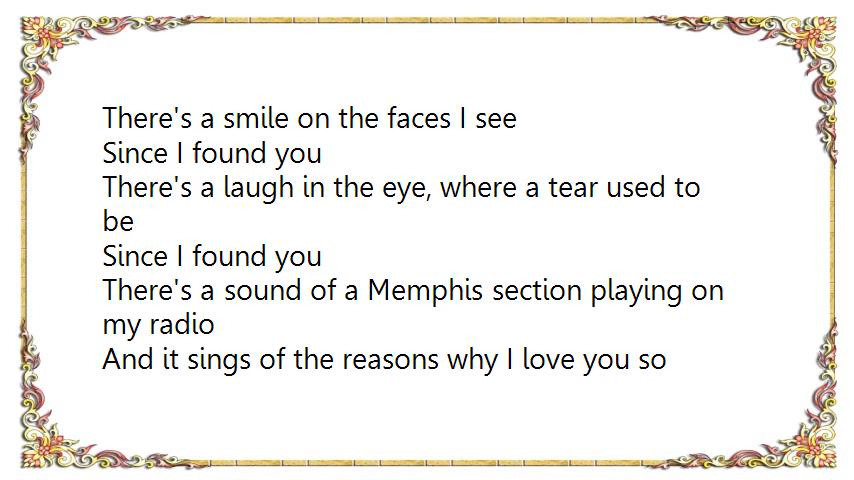 There's a smile on the faces I see
Since I found you
There's a laugh in the eye, where a tear used to
be
Since I found you
There's a sound of a Memphis section playing on
my radio
And it sings of the reasons why I love you so